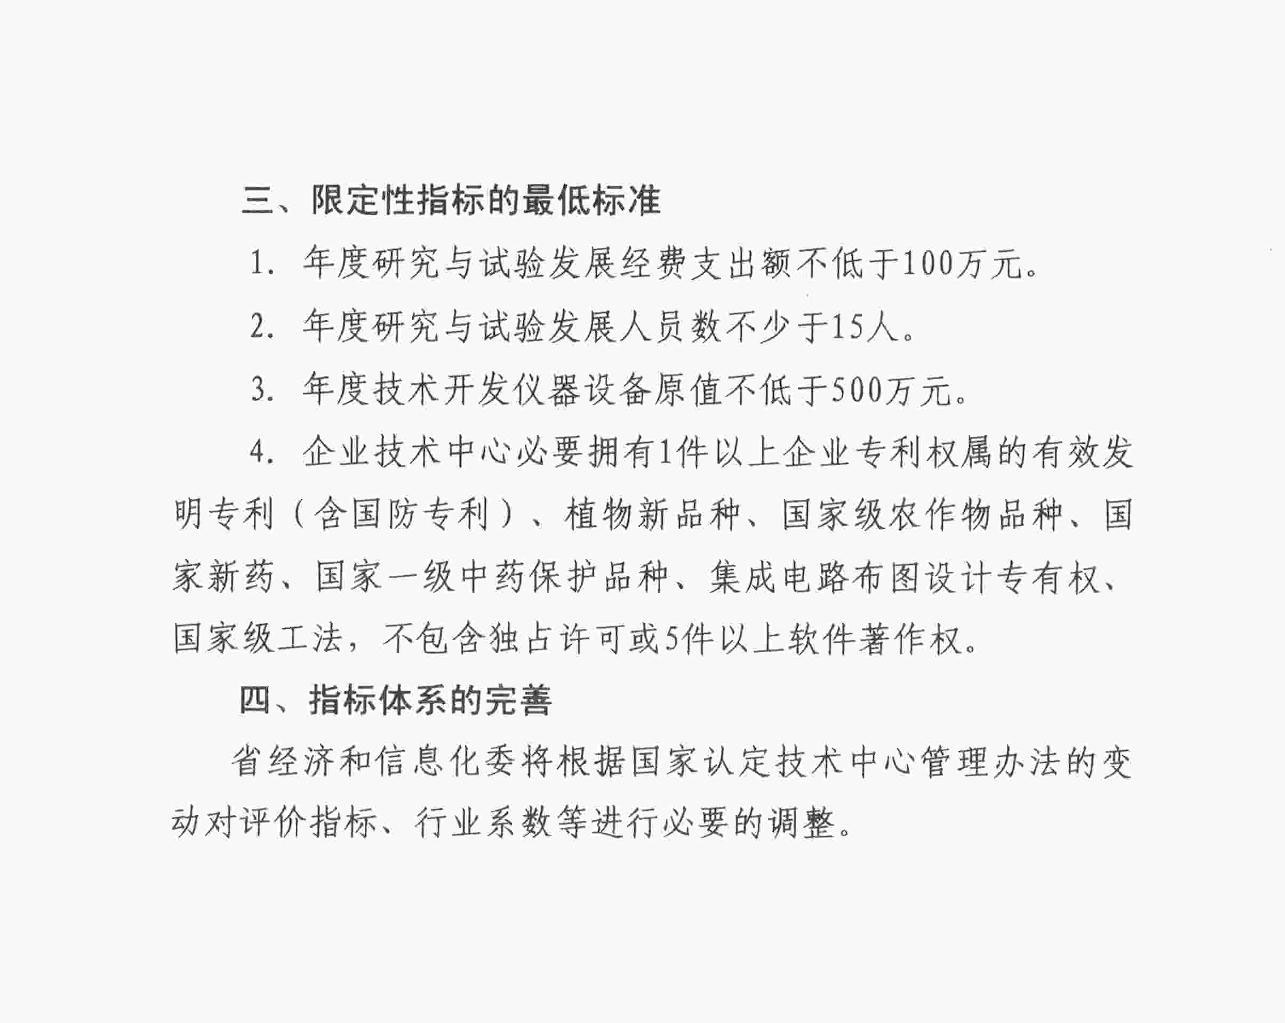 三、限定性指标的最低标准
1. 年度研究与试验发展经费支出额不低于100万元。
2. 年度研究与试验发展人员数不少于15人。
3. 年度技术开发仪器设备原值不低于500万元。
4. 企业技术中心必要拥有1件以上企业专利权属的有效发
明专利（含国防专利）、植物新品种、国家级农作物品种、国
家新药、国家一级中药保护品种、集成电路布图设计专有权、
国家级工法，不包含独占许可或5件以上软件著作权。
四、指标体系的完善
省经济和信息化委将根据国家认定技术中心管理办法的变
动对评价指标、行业系数等进行必要的调整。